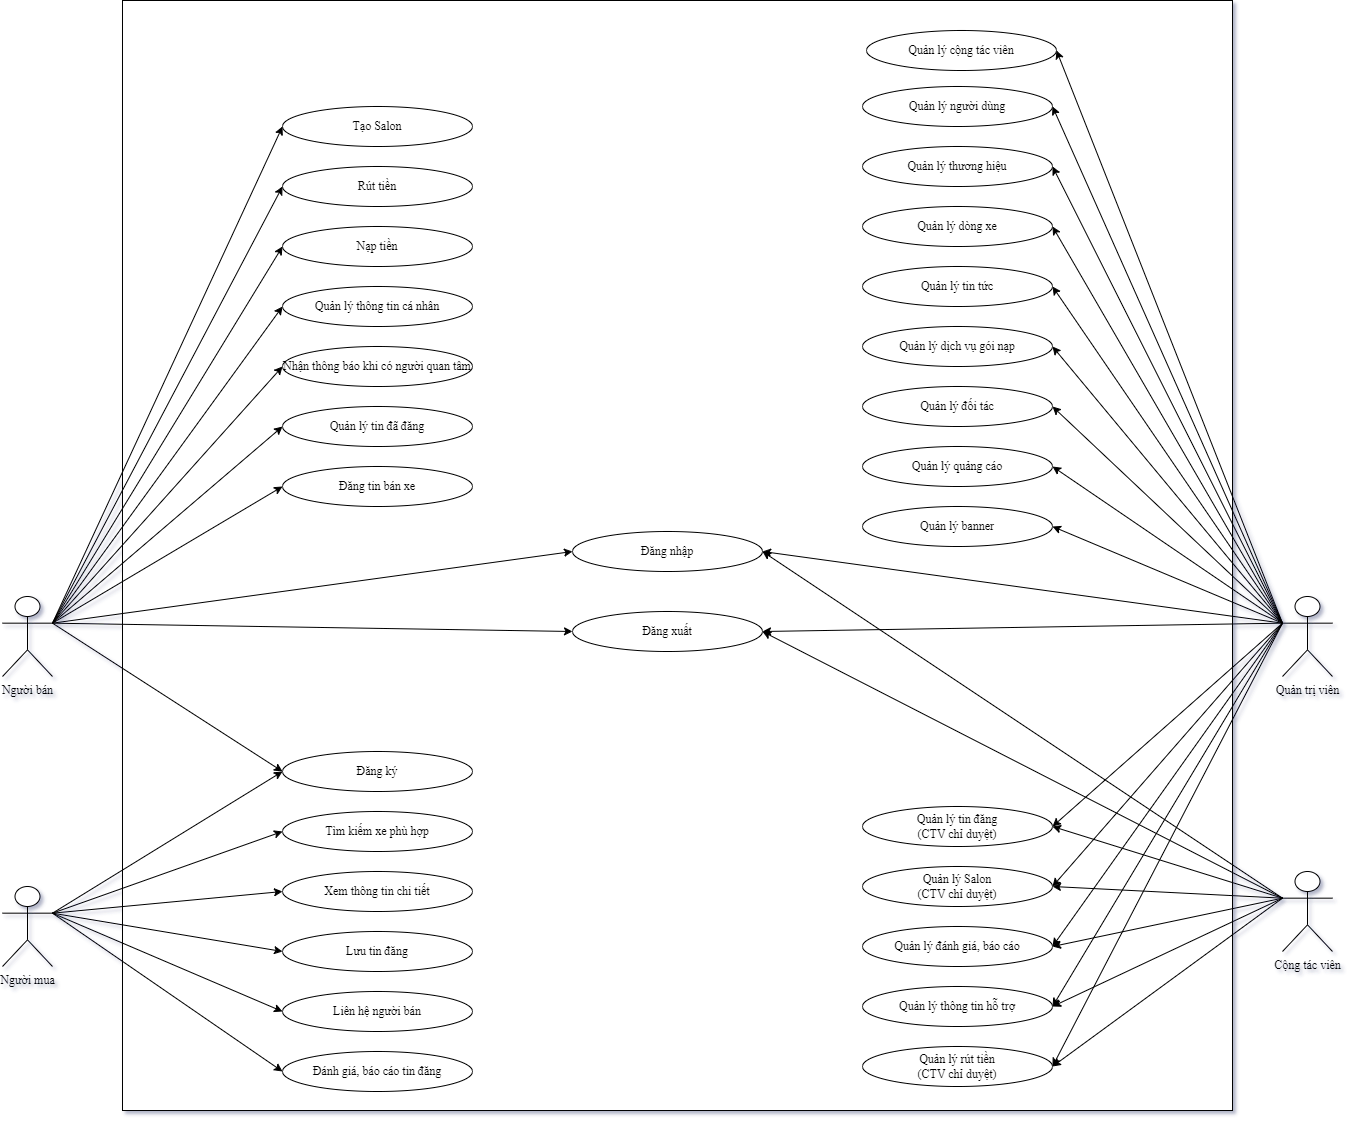 Quản lý cộng tác viên
Quản lý người dùng
Tạo Salon
Quản lý thương hiệu
Rút tiền
Quản lý dòng xe
Nạp tiền
Quản lý tin tức
Quản lý thông tin cá nhân
Quản lý dịch vụ gói nạp
Nhận thông báo khi có người quan tâm
Quản lý đối tác
Quản lý tin đã đăng
Quản lý quảng cáo
Đăng tin bán xe
Quản lý banner
Đăng nhập
Đăng xuất
Người bán
Quản trị viên
Đăng ký
Tìm kiếm xe phù hợp
Quản lý tin đăng
(CTV chỉ duyệt)
Xem thông tin chi tiết
Quản lý Salon
(CTV chỉ duyệt)
Lưu tin đăng
Quản lý đánh giá, báo cáo
Người mua
Cộng tác viên
Liên hệ người bán
Quản lý thông tin hỗ trợ
Đánh giá, báo cáo tin đăng
Quản lý rút tiền
(CTV chỉ duyệt)